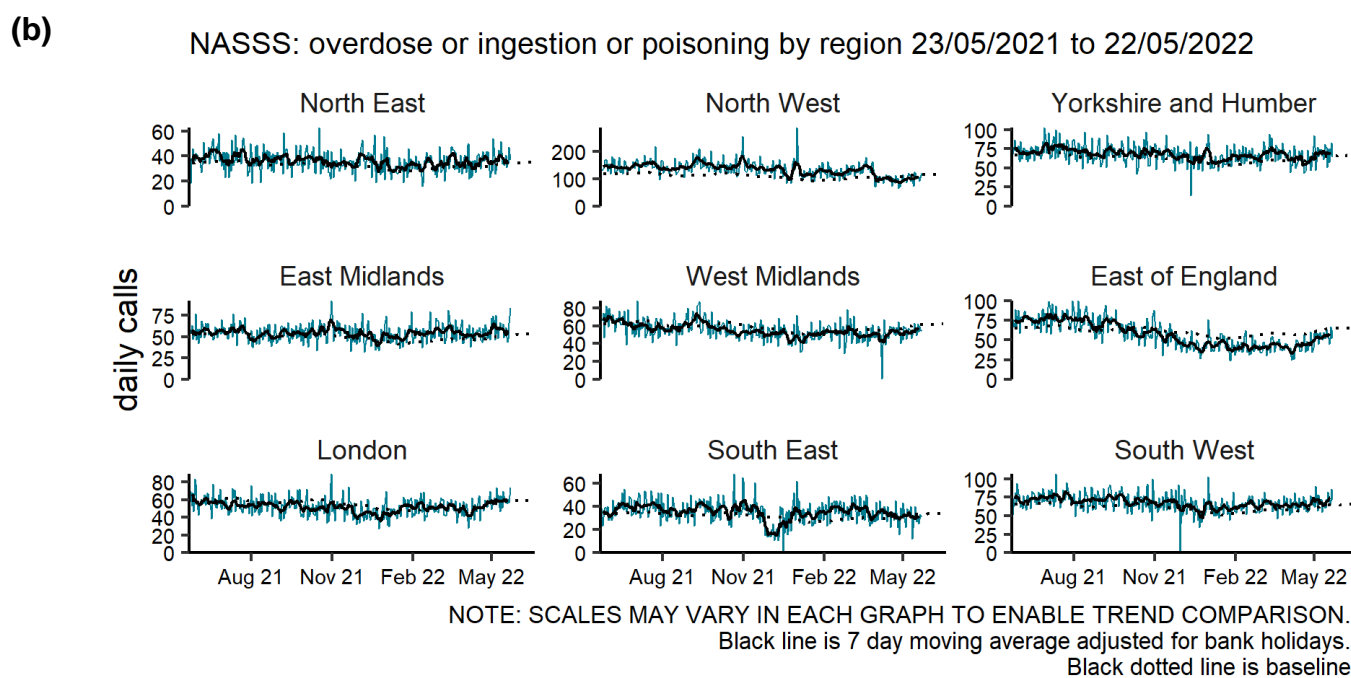 (b)
NASSS: overdose or ingestion or poisoning by region 23/05/2021 to 22/05/2022
daily calls
North East
60
40
20
0
North West
200
100
0
Yorkshire and Humber
100
75
50
25
0
East Midlands
75
50
25
0
West Midlands
80
60
40
20
0
East of England
100
75
50
25
0
London
80
60
40
20
0
Aug 21 Nov 21 Feb 22 May 22
South East
60
40
20
0
Aug 21 Nov 21 Feb 22 May 22
South West
100
75
50
25
0
Aug 21 Nov 21 Feb 22 May 22
NOTE: SCALES MAY VARY IN EACH GRAPH TO ENABLE TREND COMPARISON.
Black line is 7 day moving average adjusted for bank holidays.
Black dotted line is baseline